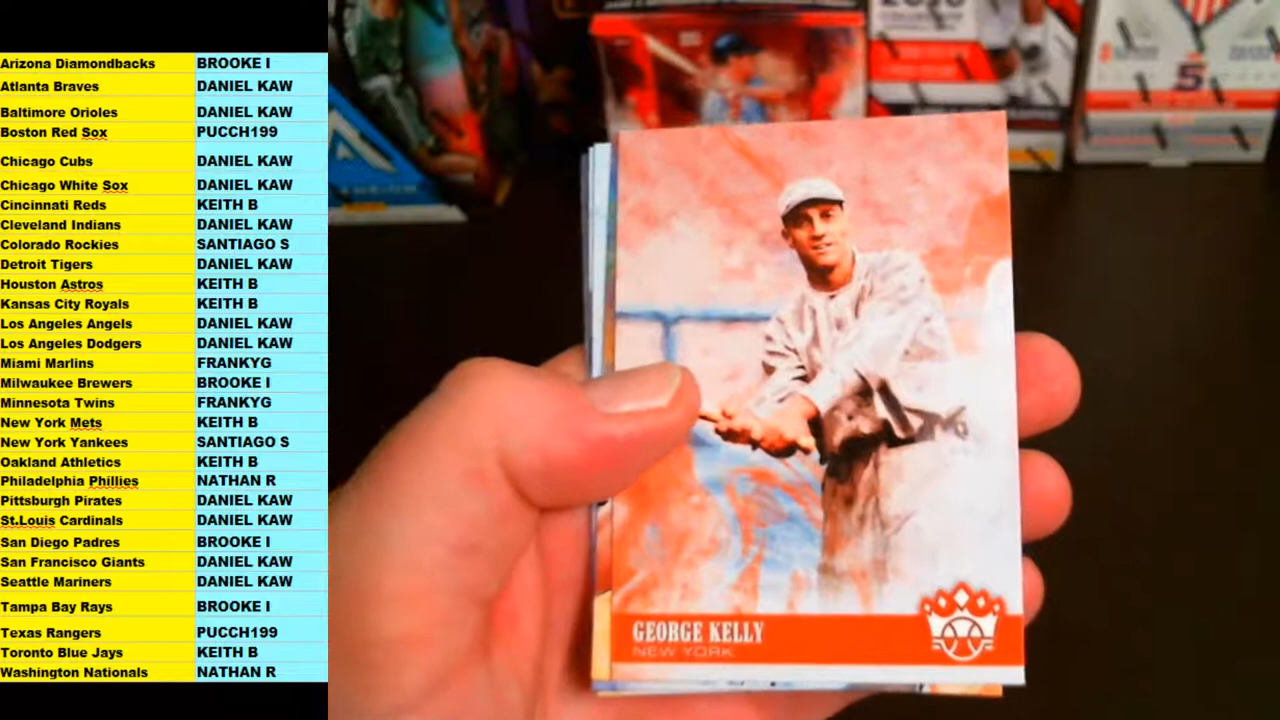 Arizona Diamondbacks BROOKE I
Atlanta Braves DANIEL KAW
Baltimore Orioles DANIEL KAW
Boston Red Sox PUCCH199
Chicago Cubs DANIEL KAW
Chicago White Sox DANIEL KAW
Cincinnati Reds KEITH B
Cleveland Indians DANIEL KAW
Colorado Rockies SANTIAGO S
Detroit Tigers DANIEL KAW
Houston Astros KEITH B
Kansas City Royals KEITH B
Los Angeles Angels DANIEL KAW
Los Angeles Dodgers DANIEL KAW
Miami Marlins FRANKYG
Milwaukee Brewers BROOKE I
Minnesota Twins FRANKYG
New York Mets KEITH B
New York Yankees SANTIAGO S
Oakland Athletics KEITH B
Philadelphia Phillies NATHAN R
Pittsburgh Pirates DANIEL KAW
St.Louis Cardinals DANIEL KAW
San Diego Padres BROOKE I
San Francisco Giants DANIEL KAW
Seattle Mariners DANIEL KAW
Tampa Bay Rays BROOKE I
Texas Rangers PUCCH199
Toronto Blue Jays KEITH B
Washington Nationals NATHAN R
5
GEORGE KELLY
NEW YORK